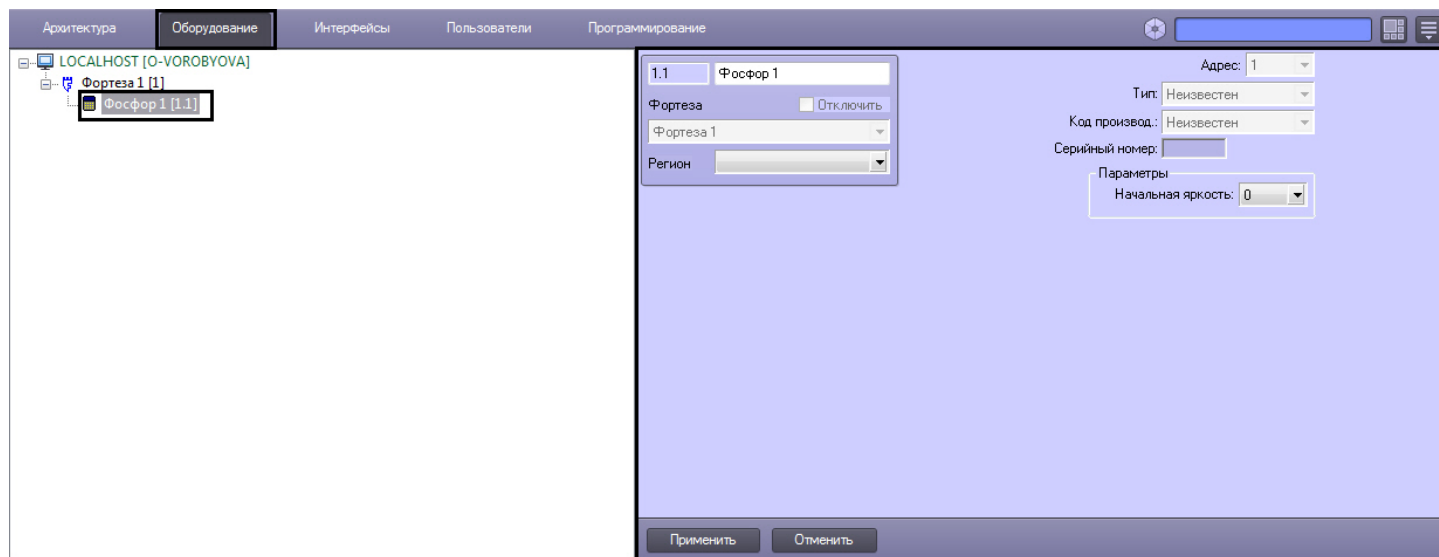 Архитектура Оборудование Интерфейсы Пользователи Программирование
LOCALHOST [O-VOROBYOVA]
Фортеза 1 [1]
Фосфор 1 [1.1]
1.1 Фосфор 1
Фортеза Отключить
Фортеза 1
Регион
Адрес: 1
Тип: Неизвестен
Код производ.: Неизвестен
Серийный номер:
Параметры
Начальная яркость: 0
Применить Отменить